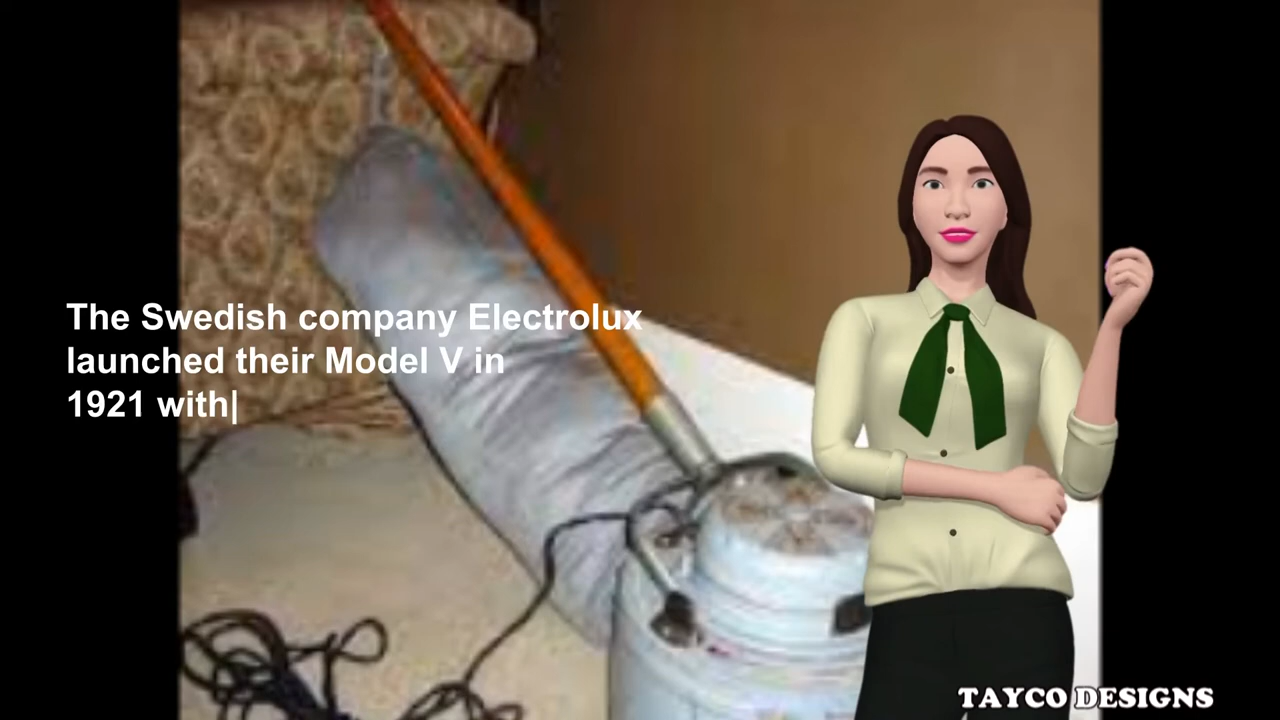 The Swedish company Electrolux
launched their Model V in
1921 with|
TAYCO DESIGNS